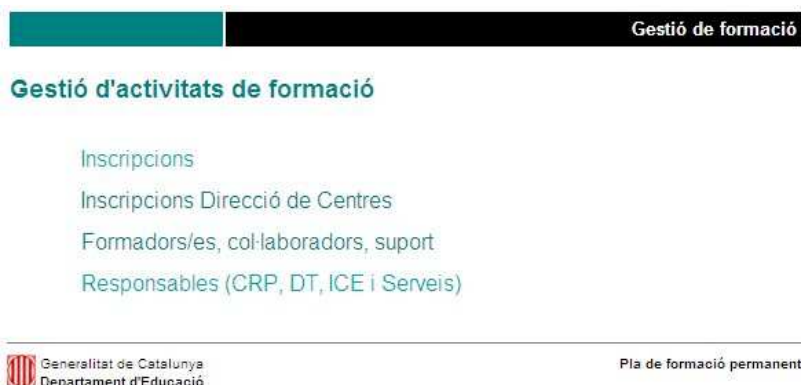 Gestió de formació
Gestió d'activitats de formació
Inscripcions
Inscripcions Direcció de Centres
Formadors/es, col·laboradors, suport
Responsables (CRP, DT, ICE i Serveis)
Generalitat de Catalunya
Departament d'Educació
Pla de formació permanent